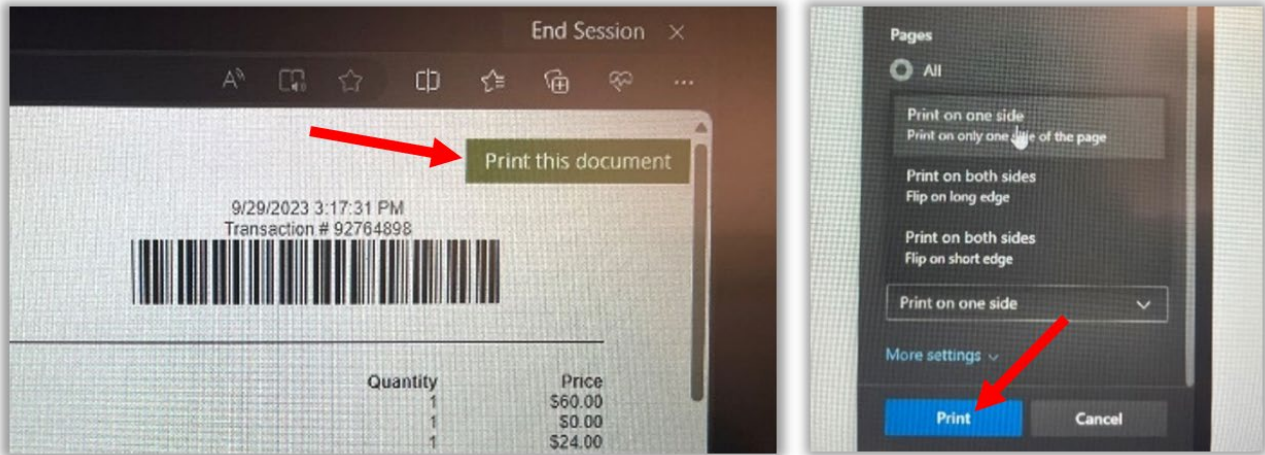 End Session
Print this document
9/29/2023 3:17:31 PM
Transaction # 92764898
Quantity Price
1 $60.00
1 $0.00
1 $24.00
Pages
All
Print on one side
Print on only one side of the page
Print on both sides
Flip on long edge
Print on both sides
Flip on short edge
Print on one side
More settings
Print Cancel